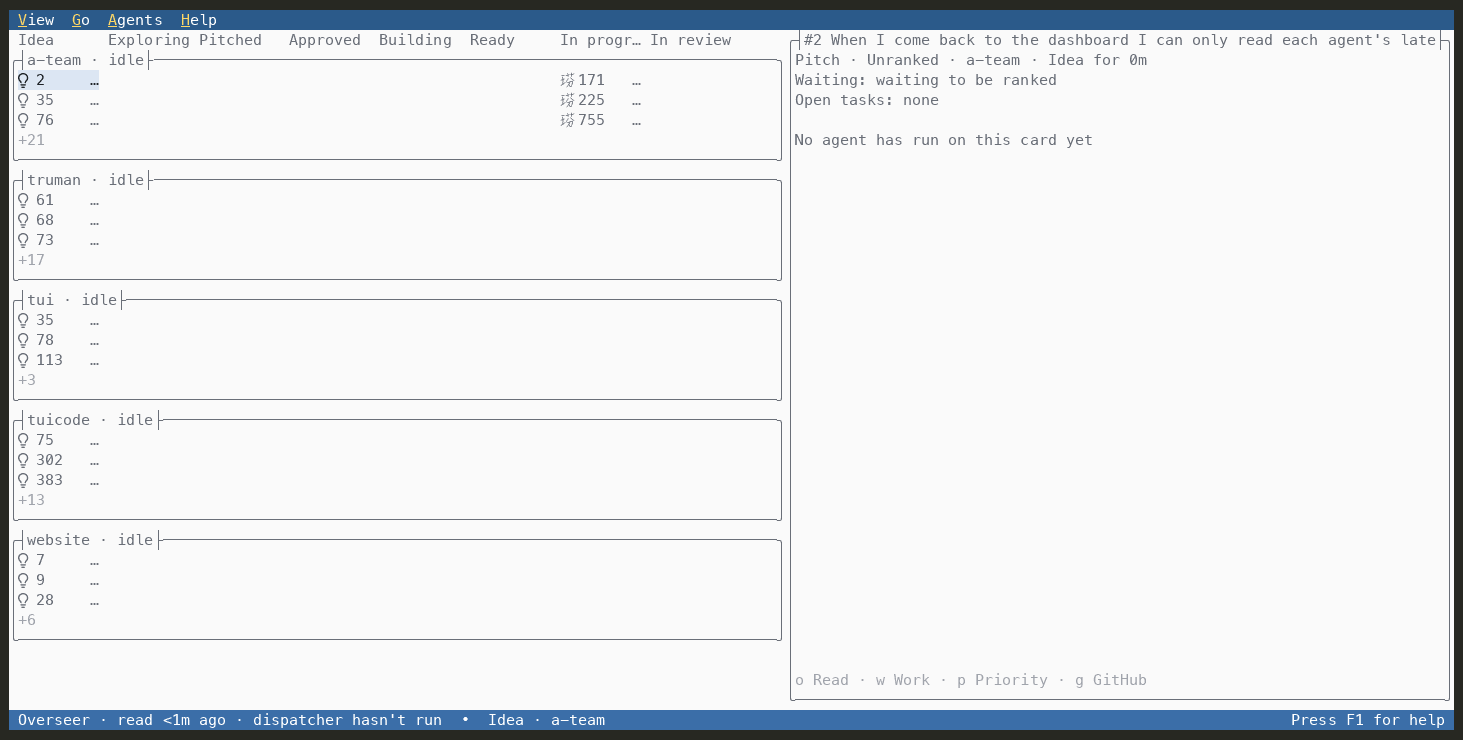 View Go Agents Help
Idea Exploring Pitched Approved Building Ready In progr… In review
a-team · idle
2 … 171 …
35 … 225 …
76 … 755 …
+21
truman · idle
61 …
68 …
73 …
+17
tui · idle
35 …
78 …
113 …
+3
tuicode · idle
75 …
302 …
383 …
+13
website · idle
7 …
9 …
28 …
+6
#2 When I come back to the dashboard I can only read each agent's late
Pitch · Unranked · a-team · Idea for 0m
Waiting: waiting to be ranked
Open tasks: none
No agent has run on this card yet
o Read · w Work · p Priority · g GitHub
Overseer · read <1m ago · dispatcher hasn't run • Idea · a-team
Press F1 for help